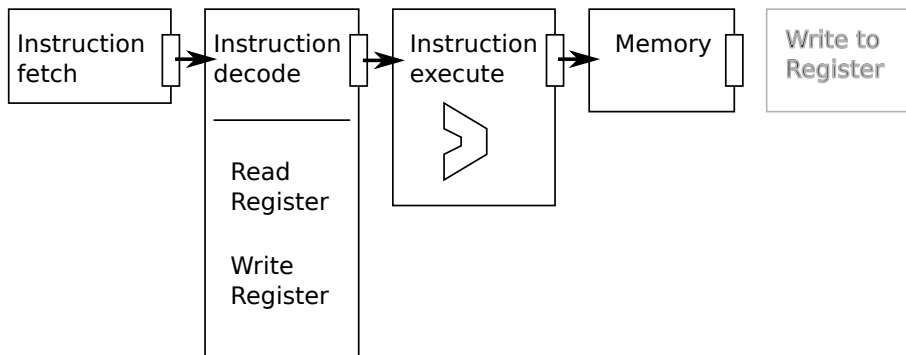 Instruction
fetch
Instruction
decode
Read
Register
Write
Register
Instruction
execute
Memory
Write to
Register